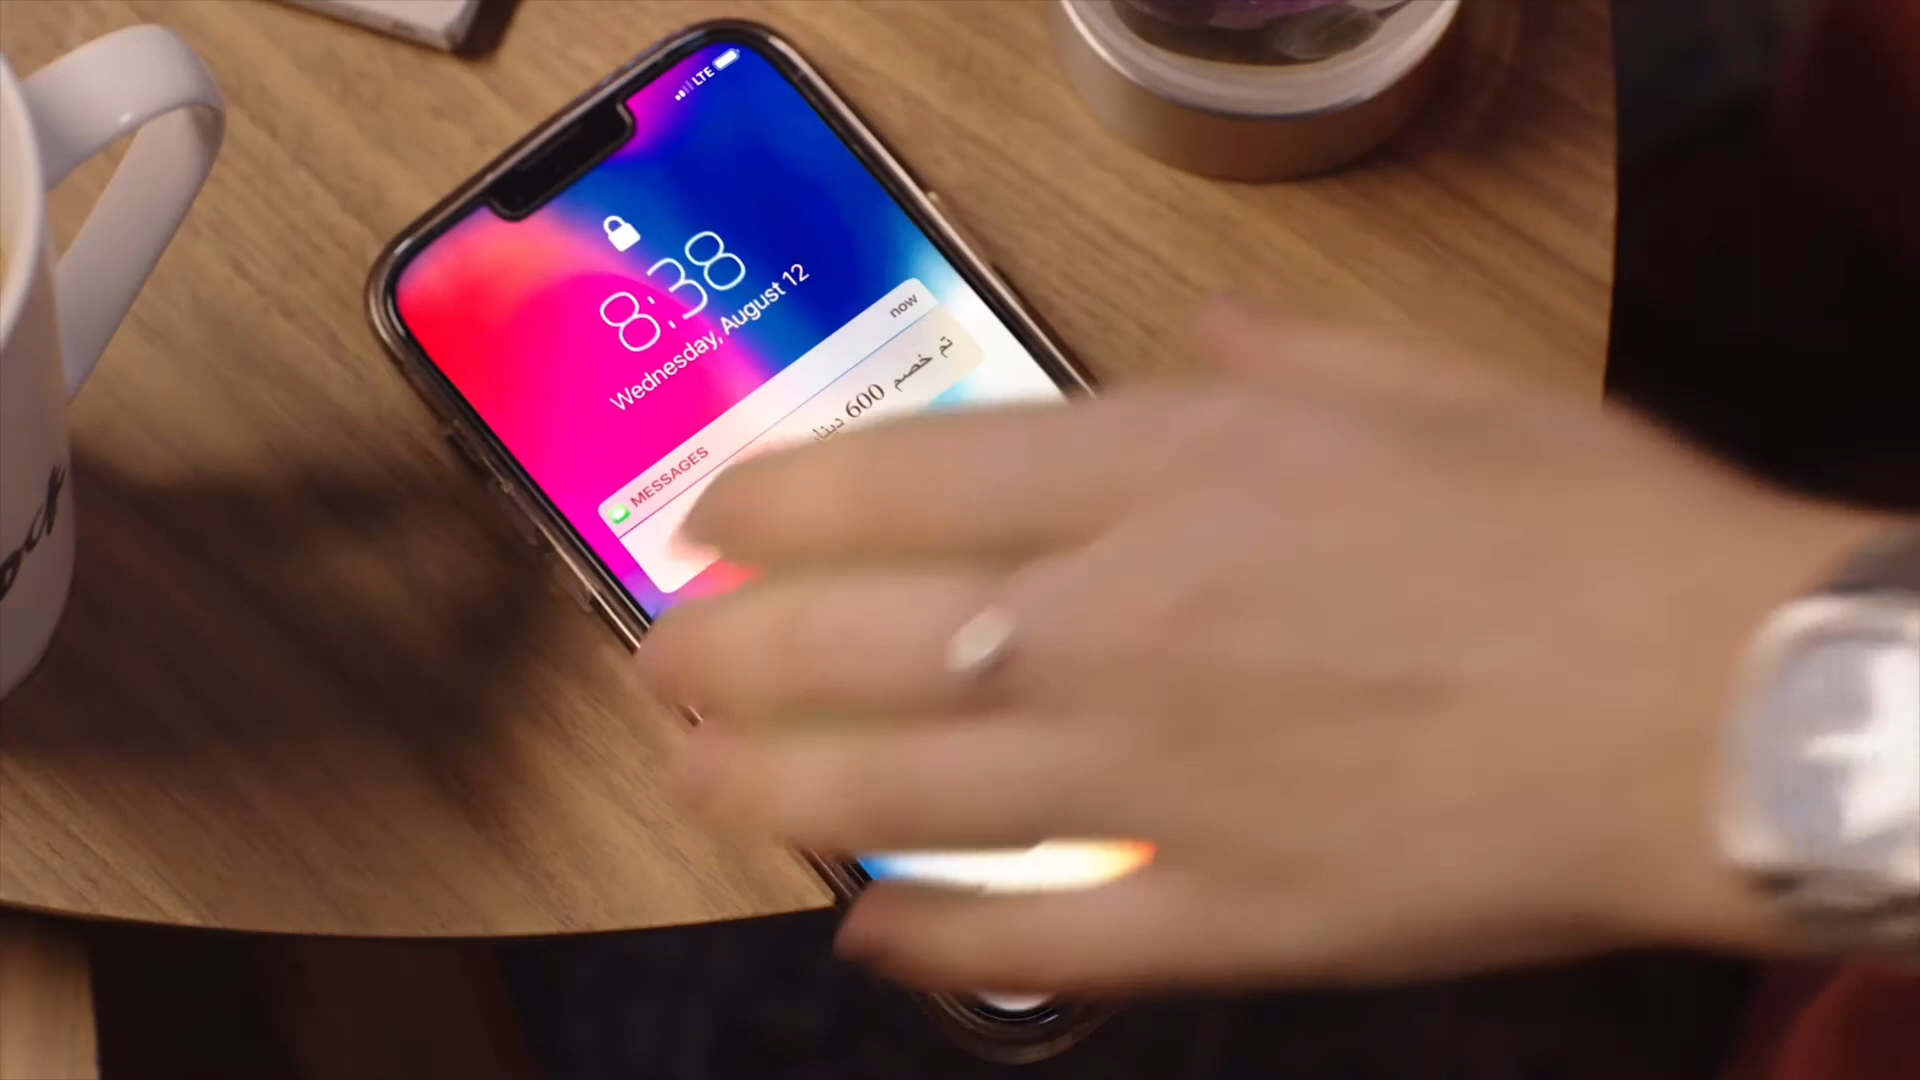 LTE
8:38
Wednesday, August 12
MESSAGES now
تم خصم 600